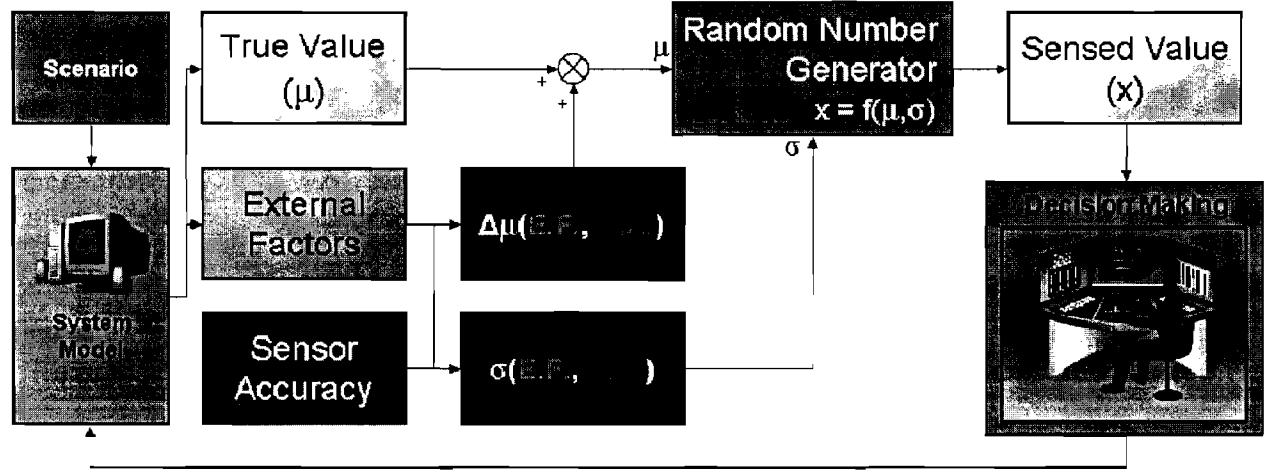 Scenario
True Value
(μ)
+
+
μ
Random Number
Generator
x = f(μ,σ)
Sensed Value
(x)
System
Model
External
Factors
Δμ(E.F., )
σ
Decision Making
Sensor
Accuracy
σ(E.F., )